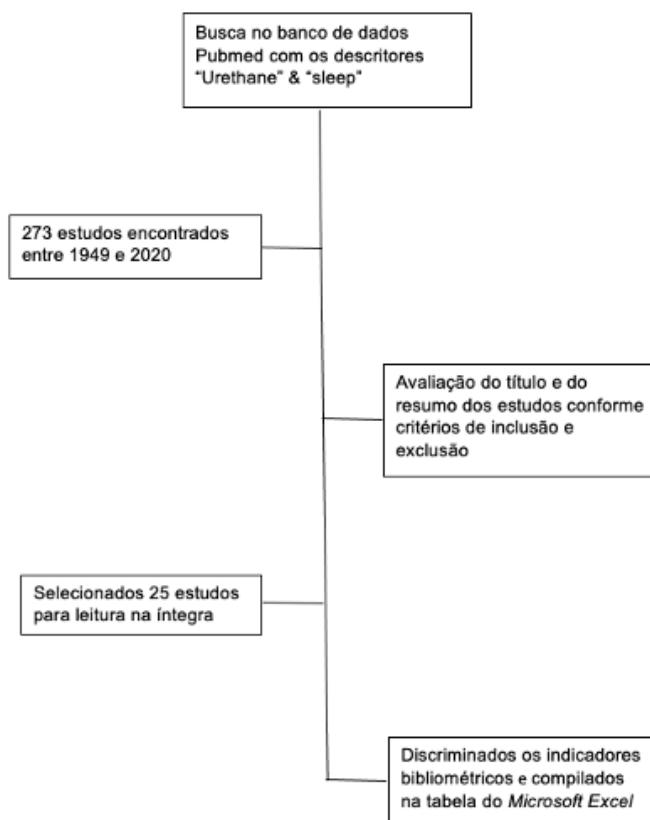 Busca no banco de dados
Pubmed com os descritores
“Urethane” & “sleep”
273 estudos encontrados
entre 1949 e 2020
Avaliação do título e do
resumo dos estudos conforme
critérios de inclusão e
exclusão
Selecionados 25 estudos
para leitura na íntegra
Discriminados os indicadores
bibliométricos e compilados
na tabela do Microsoft Excel